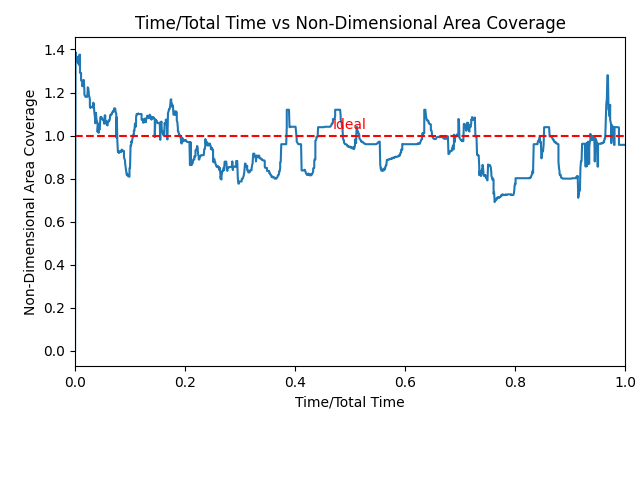 Time/Total Time vs Non-Dimensional Area Coverage
Non-Dimensional Area Coverage
1.4
1.2
1.0
0.8
0.6
0.4
0.2
0.0
Ideal
0.0 0.2 0.4 0.6 0.8 1.0
Time/Total Time